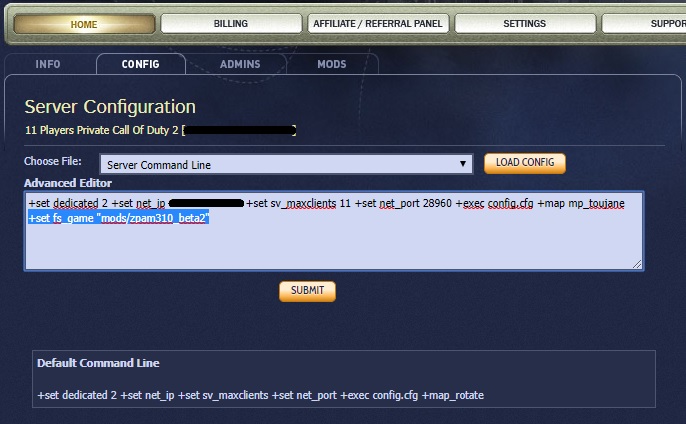 HOME BILLING AFFILIATE / REFERRAL PANEL SETTINGS SUPPOR
INFO CONFIG ADMINS MODS
Server Configuration
11 Players Private Call Of Duty 2 [ ]
Choose File: Server Command Line LOAD CONFIG
Advanced Editor
+set dedicated 2 +set net_ip +set sv_maxclients 11 +set net_port 28960 +exec config.cfg +map mp_toujane
+set fs_game "mods/zpam310_beta2"
SUBMIT
Default Command Line
+set dedicated 2 +set net_ip +set sv_maxclients +set net_port +exec config.cfg +map_rotate